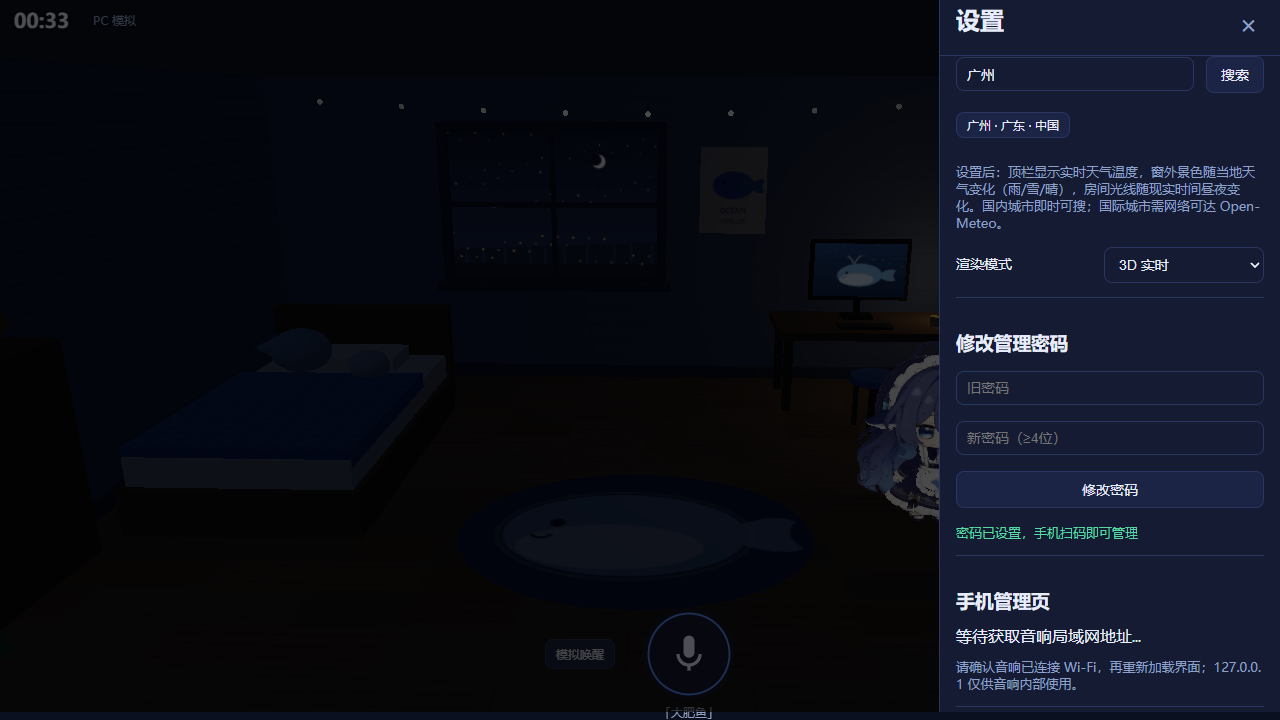 00:33 PC 模拟
设置 ×
广州 搜索
广州 · 广东 · 中国
设置后：顶栏显示实时天气温度，窗外景色随当地天
气变化（雨/雪/晴），房间光线随现实时间昼夜变
化。国内城市即时可搜；国际城市需网络可达 Open-
Meteo。
渲染模式 3D 实时
修改管理密码
旧密码
新密码（≥4位）
修改密码
密码已设置，手机扫码即可管理
手机管理页
等待获取音响局域网地址...
请确认音响已连接 Wi-Fi，再重新加载界面；127.0.0.
1 仅供音响内部使用。
OCEAN
模拟唤醒
「大肥鱼」